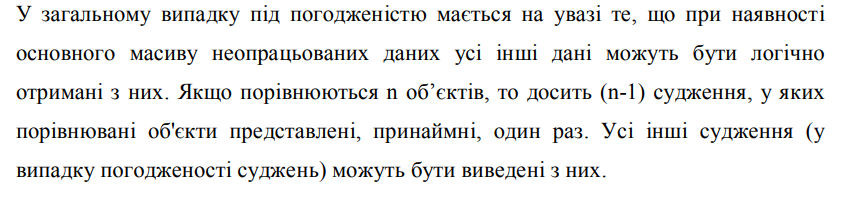 У загальному випадку під погодженістю мається на увазі те, що при наявності
основного масиву неопрацьованих даних усі інші дані можуть бути логічно
отримані з них. Якщо порівнюються n об’єктів, то досить (n-1) судження, у яких
порівнювані об'єкти представлені, принаймні, один раз. Усі інші судження (у
випадку погодженості суджень) можуть бути виведені з них.